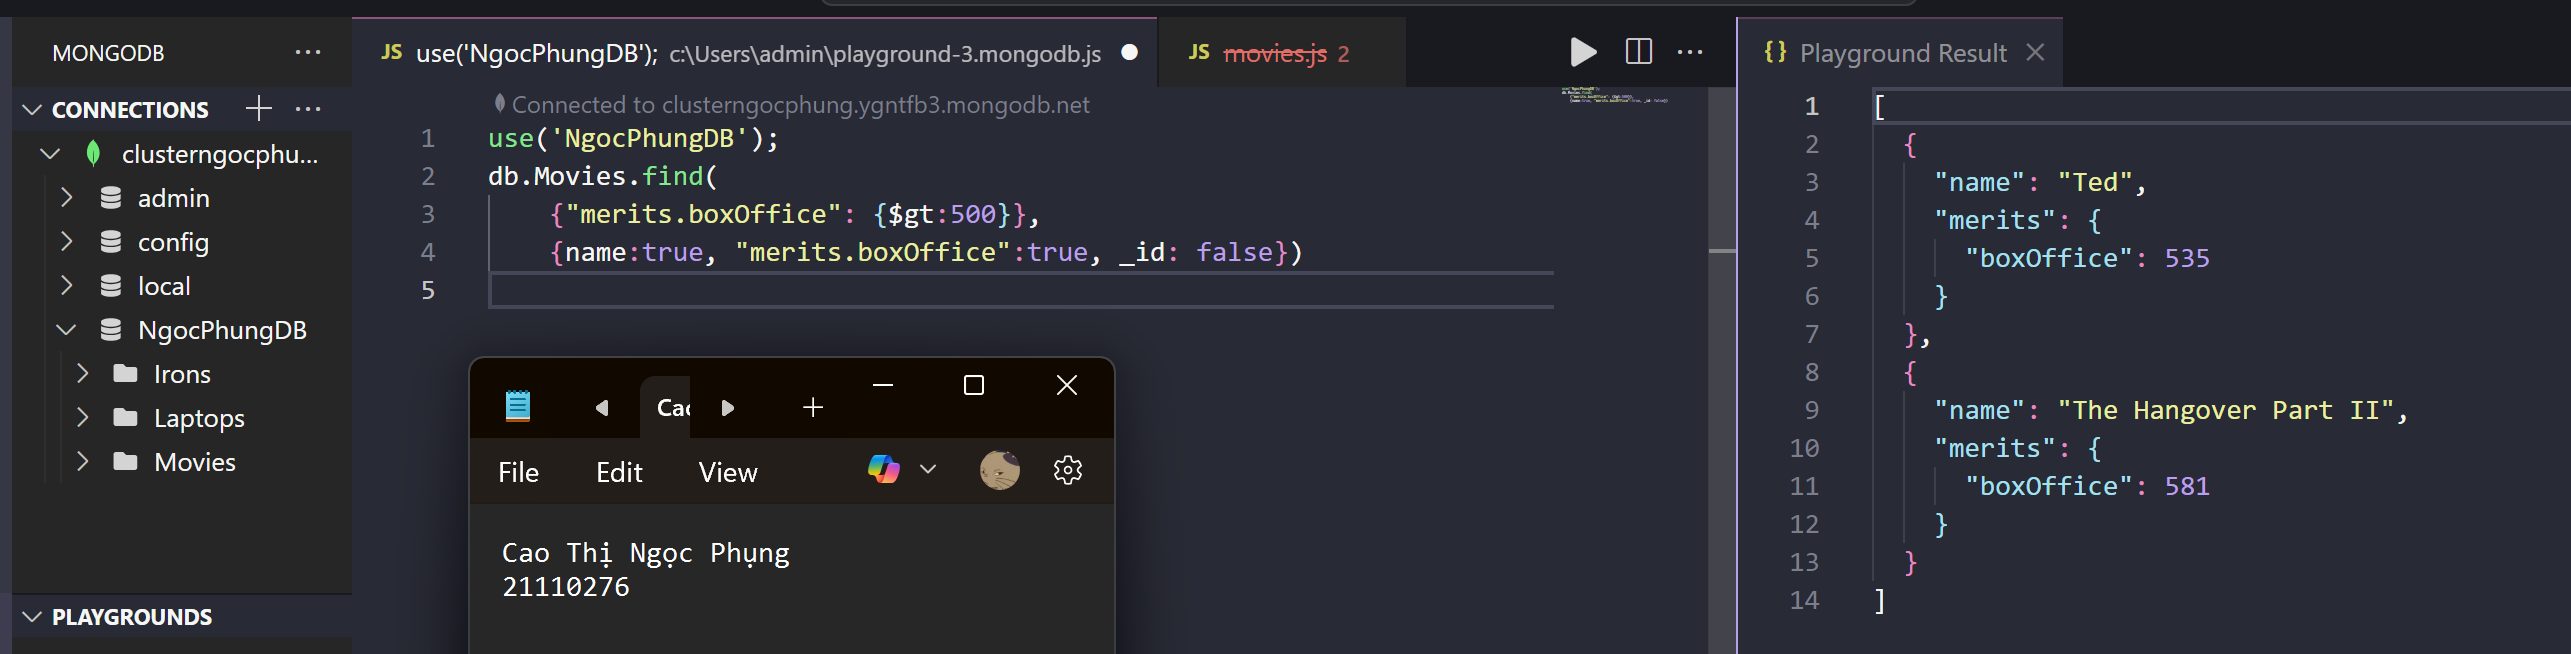 MONGODB ···
CONNECTIONS + ···
clusterngocphu...
admin
config
local
NgocPhungDB
Irons
Laptops
Movies
PLAYGROUNDS
JS use('NgocPhungDB'); c:\Users\admin\playground-3.mongodb.js
JS movies.js 2
Connected to clusterngocphung.ygntfb3.mongodb.net
1 use('NgocPhungDB');
2 db.Movies.find(
3 {"merits.boxOffice": {$gt:500}},
4 {name:true, "merits.boxOffice":true, _id: false})
5
Cao
File Edit View
Cao Thị Ngọc Phụng
21110276
{} Playground Result
1 [
2 {
3 "name": "Ted",
4 "merits": {
5 "boxOffice": 535
6 }
7 },
8 {
9 "name": "The Hangover Part II",
10 "merits": {
11 "boxOffice": 581
12 }
13 }
14 ]